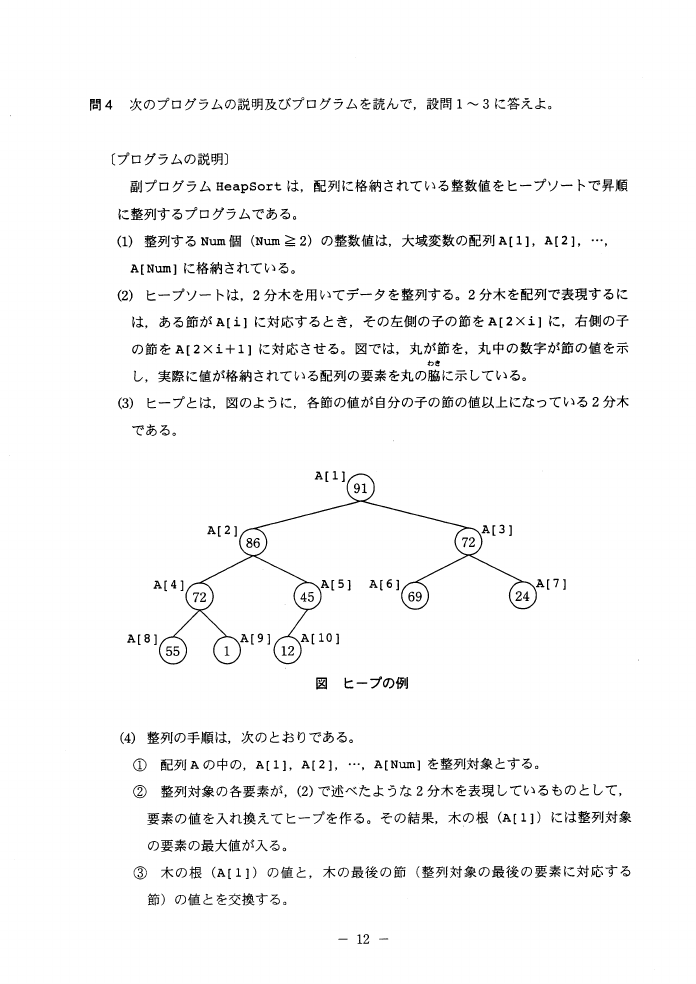 問4　次のプログラムの説明及びプログラムを読んで，設問1～3に答えよ。
〔プログラムの説明〕
副プログラム HeapSort は，配列に格納されている整数値をヒープソートで昇順
に整列するプログラムである。
(1)　整列する Num 個（Num ≧ 2）の整数値は，大域変数の配列 A[1]，A[2]，…，
A[Num] に格納されている。
(2)　ヒープソートは，2分木を用いてデータを整列する。2分木を配列で表現するに
は，ある節が A[i] に対応するとき，その左側の子の節を A[2×i] に，右側の子
の節を A[2×i+1] に対応させる。図では，丸が節を，丸中の数字が節の値を示
わき
し，実際に値が格納されている配列の要素を丸の脇に示している。
(3)　ヒープとは，図のように，各節の値が自分の子の節の値以上になっている2分木
である。
A[1] 91
A[2] 86 72 A[3]
A[4] 72 45 A[5] A[6] 69 24 A[7]
A[8] 55 1 A[9] 12 A[10]
図　ヒープの例
(4)　整列の手順は，次のとおりである。
①　配列 A の中の，A[1]，A[2]，…，A[Num] を整列対象とする。
②　整列対象の各要素が，(2)で述べたような2分木を表現しているものとして，
要素の値を入れ換えてヒープを作る。その結果，木の根（A[1]）には整列対象
の要素の最大値が入る。
③　木の根（A[1]）の値と，木の最後の節（整列対象の最後の要素に対応する
節）の値とを交換する。
－ 12 －